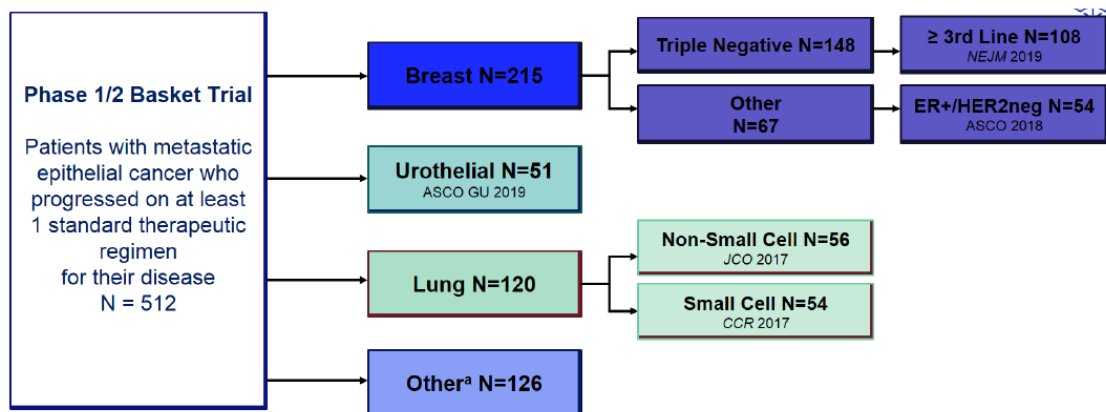 Phase 1/2 Basket Trial
Patients with metastatic
epithelial cancer who
progressed on at least
1 standard therapeutic
regimen
for their disease
N = 512
Breast N=215
Triple Negative N=148
≥ 3rd Line N=108
NEJM 2019
Other
N=67
ER+/HER2neg N=54
ASCO 2018
Urothelial N=51
ASCO GU 2019
Lung N=120
Non-Small Cell N=56
JCO 2017
Small Cell N=54
CCR 2017
Otherᵃ N=126